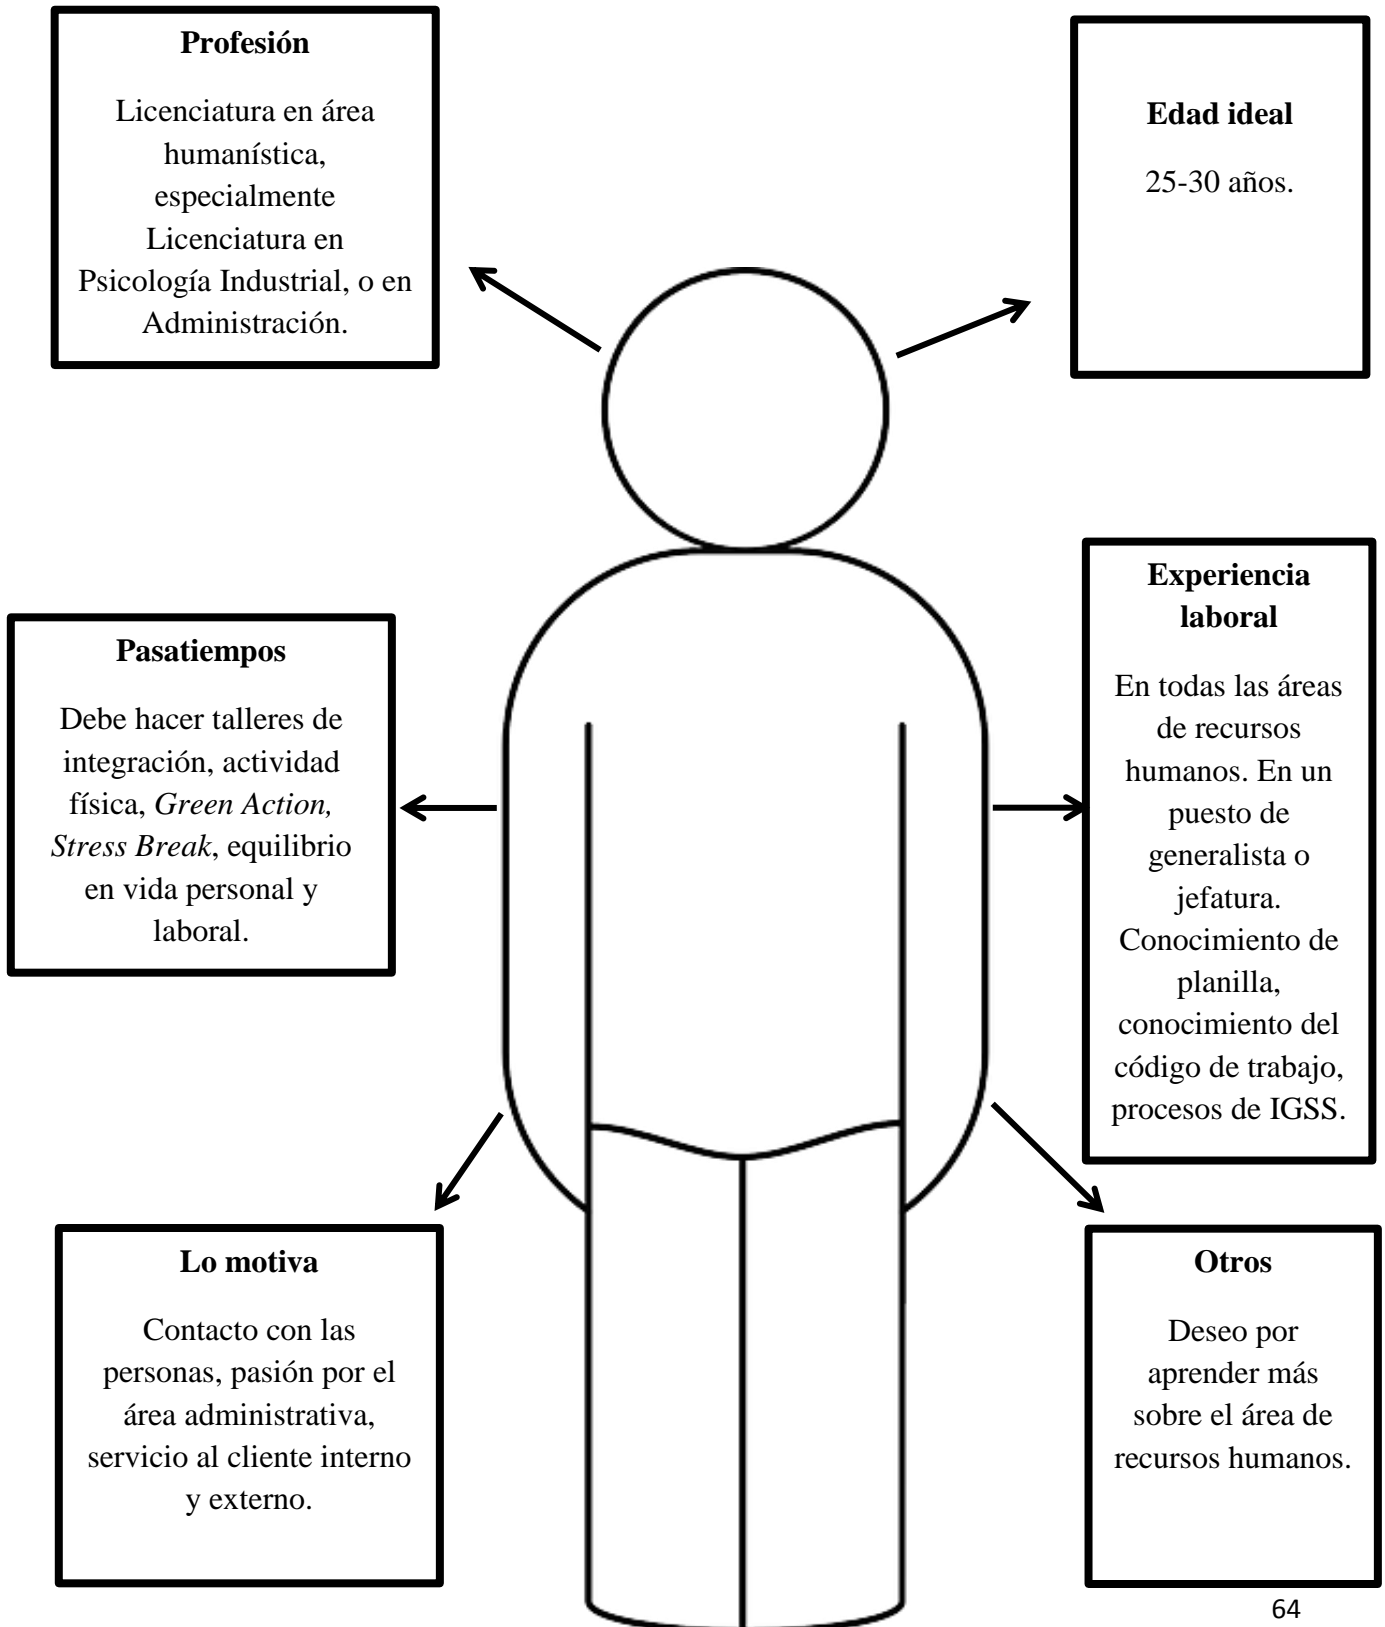 Profesión
Licenciatura en área
humanística,
especialmente
Licenciatura en
Psicología Industrial, o en
Administración.
Edad ideal
25-30 años.
Pasatiempos
Debe hacer talleres de
integración, actividad
física, Green Action,
Stress Break, equilibrio
en vida personal y
laboral.
Experiencia
laboral
En todas las áreas
de recursos
humanos. En un
puesto de
generalista o
jefatura.
Conocimiento de
planilla,
conocimiento del
código de trabajo,
procesos de IGSS.
Lo motiva
Contacto con las
personas, pasión por el
área administrativa,
servicio al cliente interno
y externo.
Otros
Deseo por
aprender más
sobre el área de
recursos humanos.
64